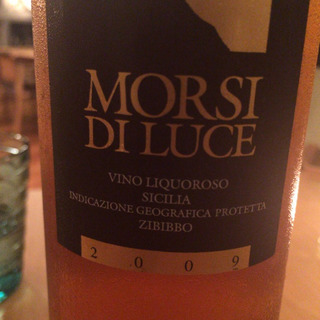 MORSI
DI LUCE
VINO LIQUOROSO
SICILIA
INDICAZIONE GEOGRAFICA PROTETTA
ZIBIBBO
2009